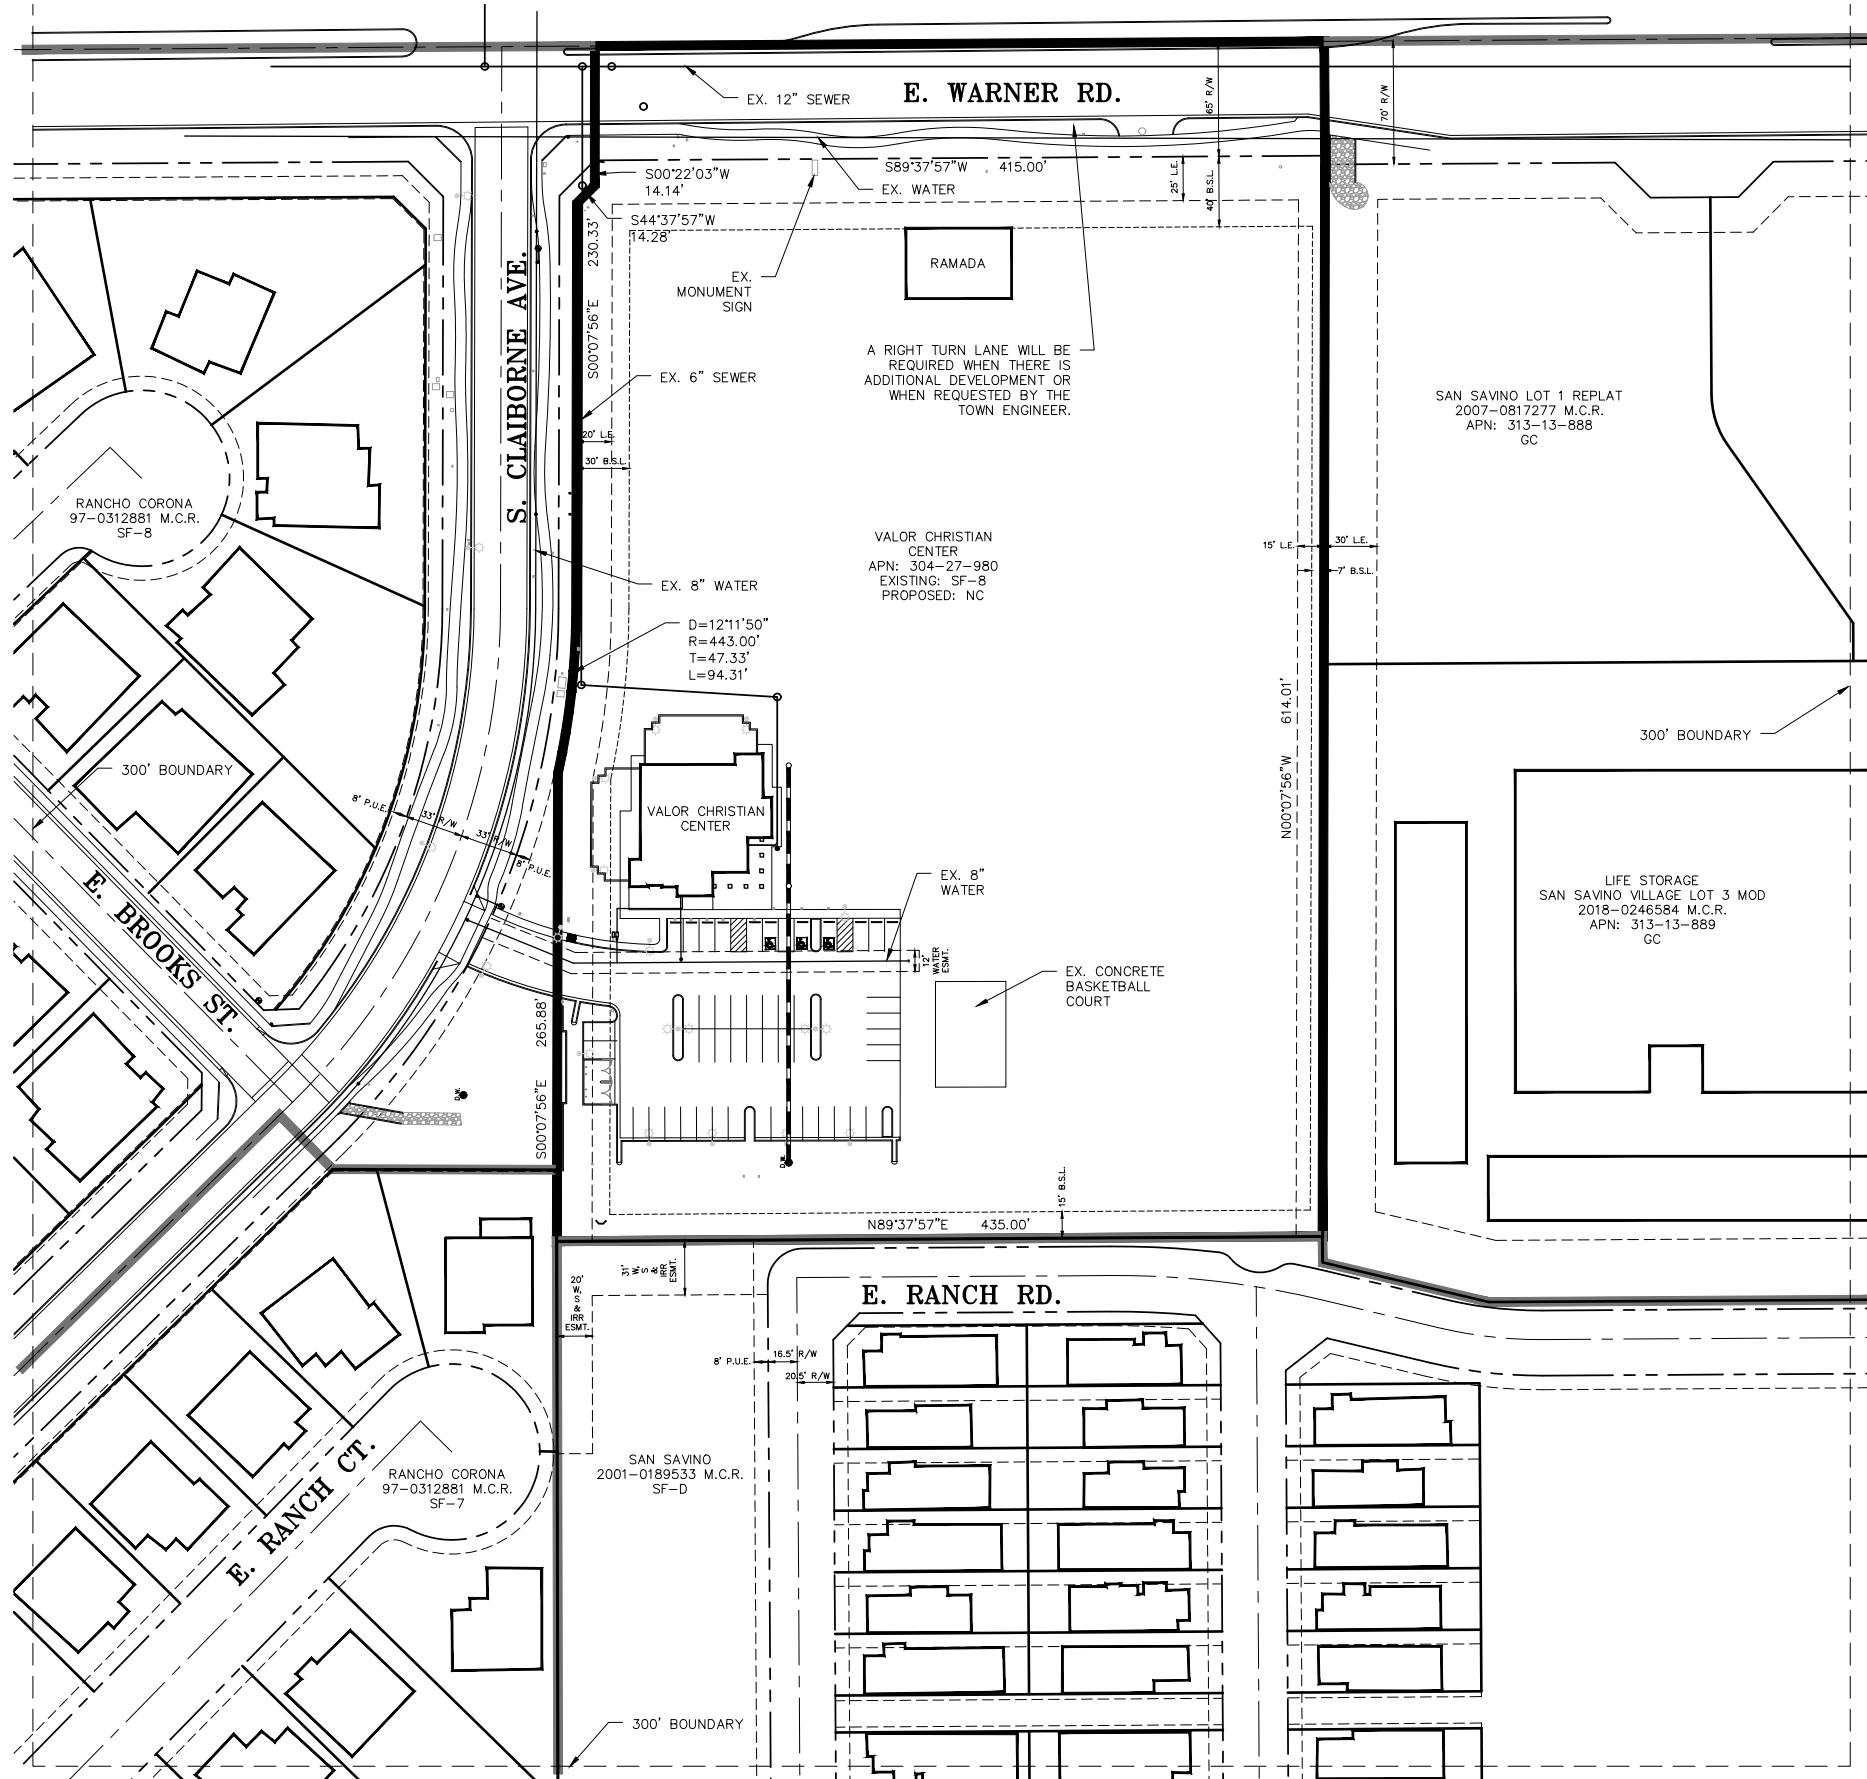 E. WARNER RD.
EX. 12" SEWER
65' R/W
70' R/W
S00°22'03"W
14.14'
S89°37'57"W 415.00'
EX. WATER
25' L.E.
40' B.S.L.
S44°37'57"W
14.28'
S00°07'56"E 230.33'
RAMADA
EX.
MONUMENT
SIGN
S. CLAIBORNE AVE.
A RIGHT TURN LANE WILL BE
REQUIRED WHEN THERE IS
ADDITIONAL DEVELOPMENT OR
WHEN REQUESTED BY THE
TOWN ENGINEER.
EX. 6" SEWER
SAN SAVINO LOT 1 REPLAT
2007-0817277 M.C.R.
APN: 313-13-888
GC
20' L.E.
30' B.S.L.
RANCHO CORONA
97-0312881 M.C.R.
SF-8
VALOR CHRISTIAN
CENTER
APN: 304-27-980
EXISTING: SF-8
PROPOSED: NC
15' L.E.
30' L.E.
7' B.S.L.
EX. 8" WATER
D=12°11'50"
R=443.00'
T=47.33'
L=94.31'
N00°07'56"W 614.01'
300' BOUNDARY
300' BOUNDARY
8' P.U.E.
33' R/W
33' R/W
8' P.U.E.
VALOR CHRISTIAN
CENTER
EX. 8"
WATER
E. BROOKS ST.
LIFE STORAGE
SAN SAVINO VILLAGE LOT 3 MOD
2018-0246584 M.C.R.
APN: 313-13-889
GC
12'
WATER
ESMT.
EX. CONCRETE
BASKETBALL
COURT
S00°07'56"E 265.88'
D.W.
D.W.
15' B.S.L.
N89°37'57"E 435.00'
31'
W, S &
IRR
ESMT.
20'
W, S
&
IRR
ESMT.
E. RANCH RD.
8' P.U.E.
16.5' R/W
20.5' R/W
E. RANCH CT.
RANCHO CORONA
97-0312881 M.C.R.
SF-7
SAN SAVINO
2001-0189533 M.C.R.
SF-D
300' BOUNDARY